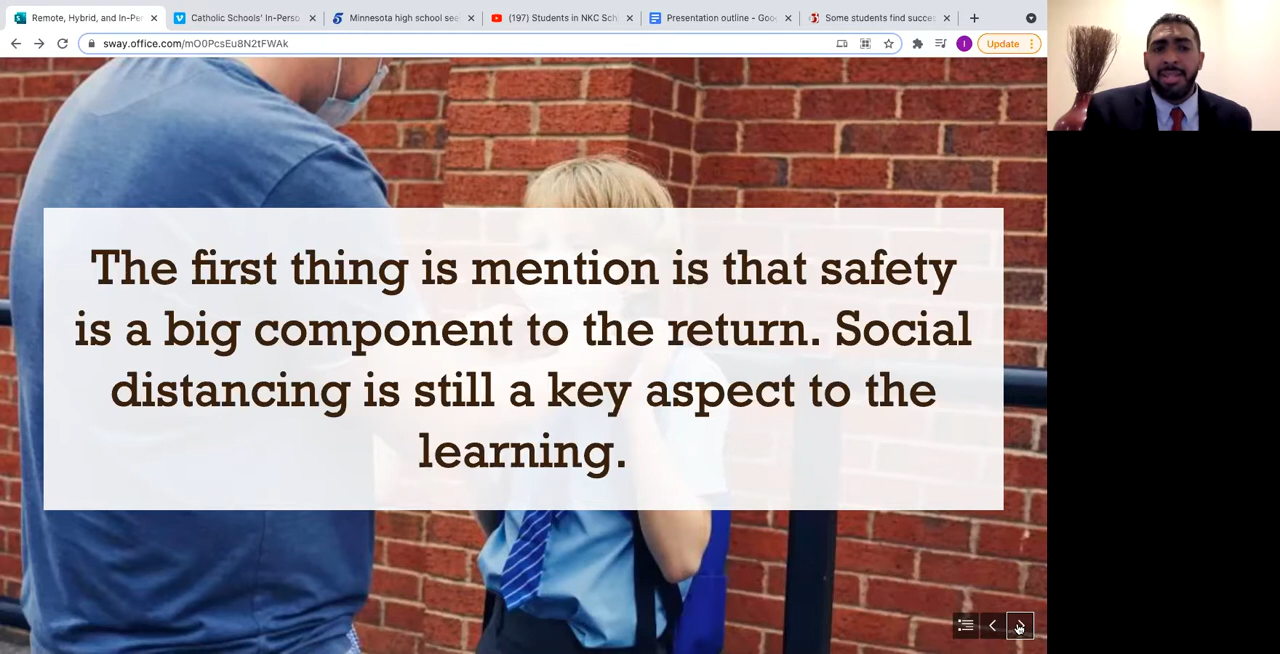 Remote, Hybrid, and In-Per
Catholic Schools' In-Perso
Minnesota high school see
(197) Students in NKC Sch
Presentation outline - Goo
Some students find succes
sway.office.com/mO0PcsEu8N2tFWAk
I
Update
The first thing is mention is that safety
is a big component to the return. Social
distancing is still a key aspect to the
learning.